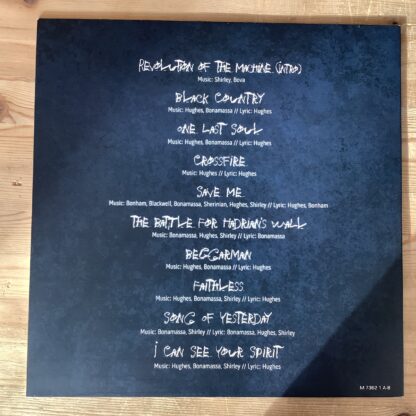 REVOLUTION OF THE MACHINE (INTRO)
Music: Shirley, Bova
BLACK COUNTRY
Music: Hughes, Bonamassa // Lyric: Hughes
ONE LAST SOUL
Music: Hughes, Bonamassa // Lyric: Hughes
CROSSFIRE
Music: Hughes // Lyric: Hughes
SAVE ME
Music: Bonham, Blackwell, Bonamassa, Sherinian, Hughes, Shirley // Lyric: Hughes, Bonham
THE BATTLE FOR HADRIAN'S WALL
Music: Bonamassa, Hughes, Shirley // Lyric: Bonamassa
BEGGARMAN
Music: Hughes, Bonamassa // Lyric: Hughes
FAITHLESS
Music: Hughes, Bonamassa, Shirley // Lyric: Hughes
SONG OF YESTERDAY
Music: Bonamassa, Shirley // Lyric: Bonamassa, Hughes, Shirley
I CAN SEE YOUR SPIRIT
Music: Hughes, Bonamassa, Shirley // Lyric: Hughes
M 7362 1 A-B